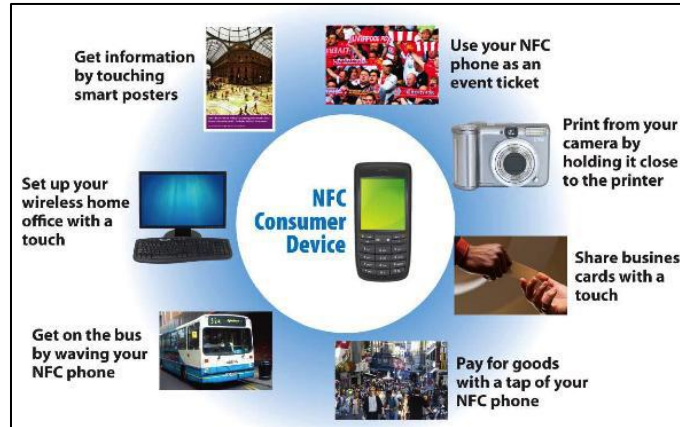 Get information
by touching
smart posters
Use your NFC
phone as an
event ticket
Print from your
camera by
holding it close
to the printer
Set up your
wireless home
office with a
touch
NFC
Consumer
Device
Share busines
cards with a
touch
Get on the bus
by waving your
NFC phone
Pay for goods
with a tap of your
NFC phone
LIVERPOOL